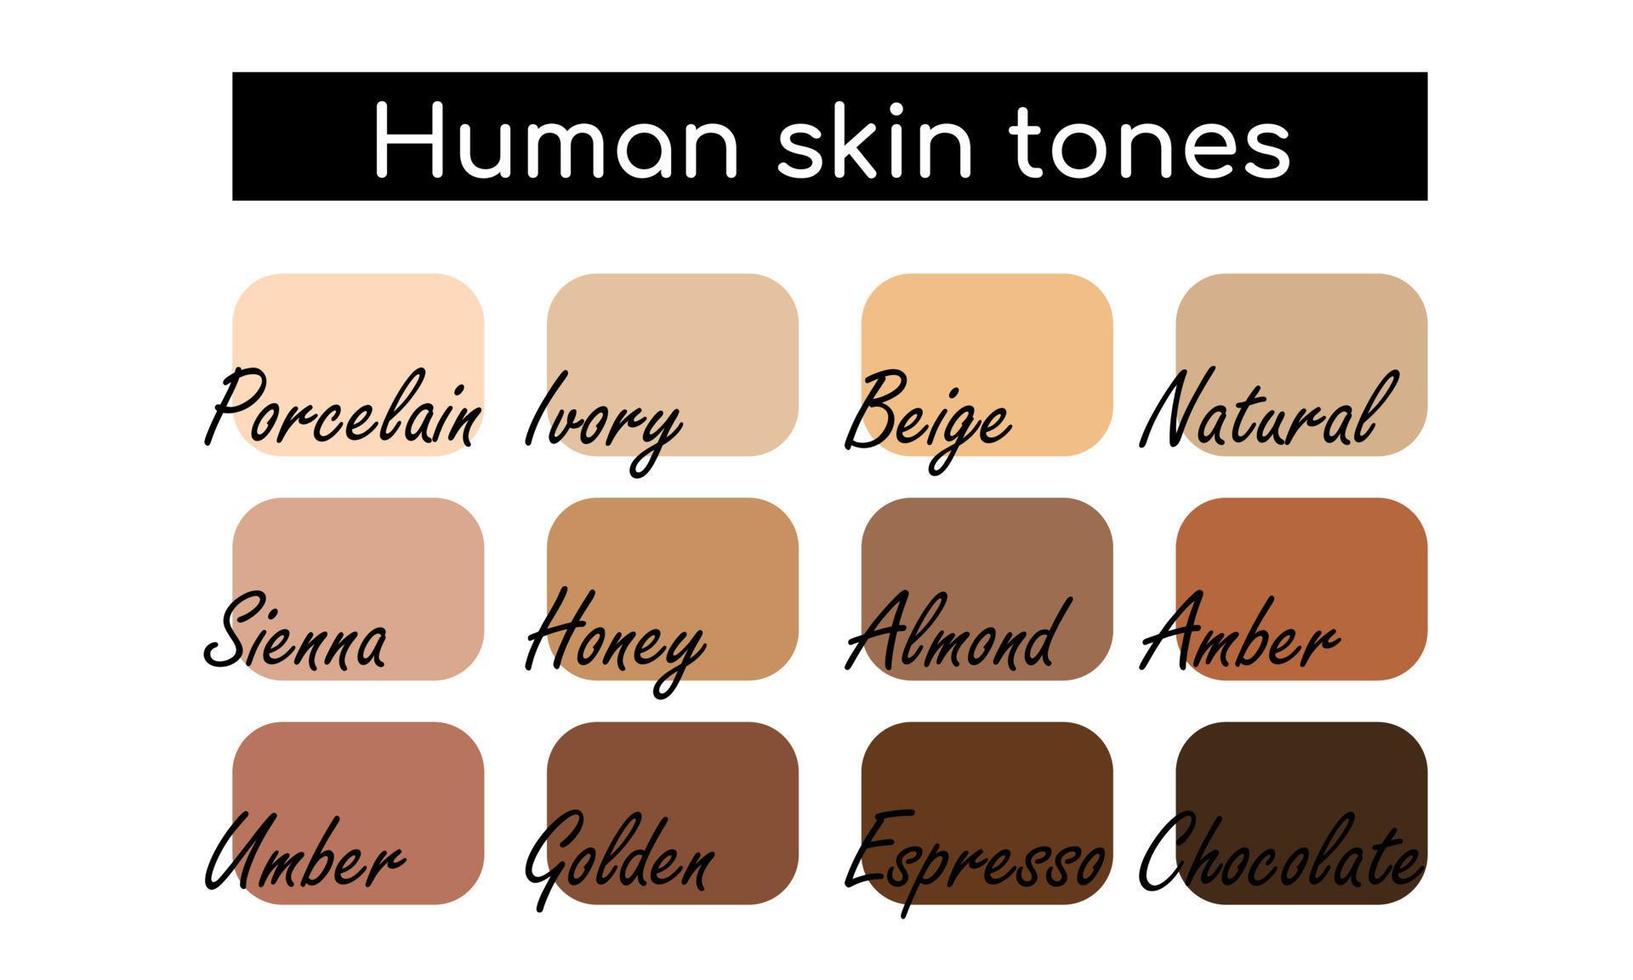 Human skin tones
Porcelain Ivory Beige Natural
Sienna Honey Almond Amber
Umber Golden Espresso Chocolate